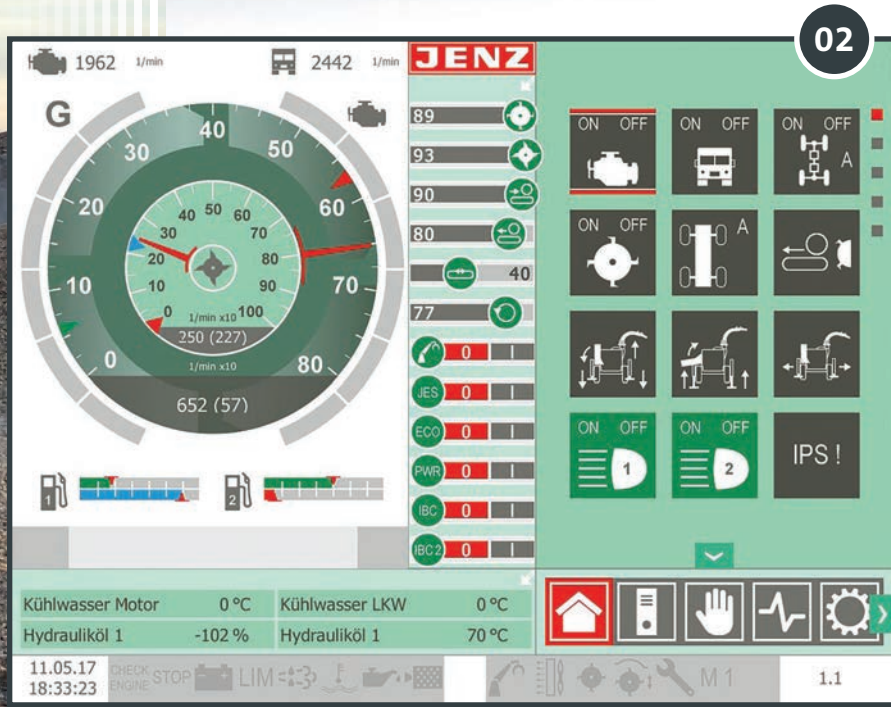 02
1962 1/min
2442 1/min
JENZ
G
0
10
20
30
40
50
60
70
80
0
10
20
30
40
50
60
70
80
90
100
1/min x10
250 (227)
1/min x10
652 (57)
1
2
89
93
90
80
40
77
0 I
JES 0 I
ECO 0 I
PWR 0 I
IBC 0 I
IBC2 0 I
ON OFF
ON OFF
ON OFF
A
ON OFF
A
ON OFF
1
ON OFF
2
IPS !
Kühlwasser Motor 0 °C
Kühlwasser LKW 0 °C
Hydrauliköl 1 -102 %
Hydrauliköl 1 70 °C
11.05.17
18:33:23
CHECK
ENGINE
STOP
LIM
M 1
1.1